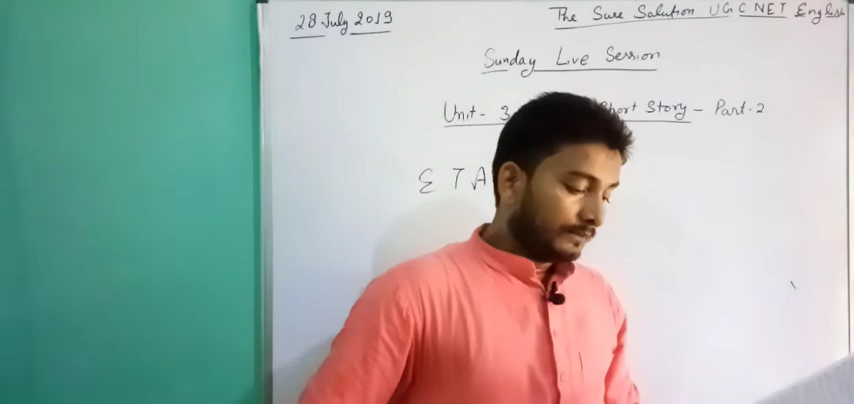 28 July 2019
The Sure Solution UGC NET English
Sunday Live Session
Unit - 3 Short Story - Part - 2
E T A